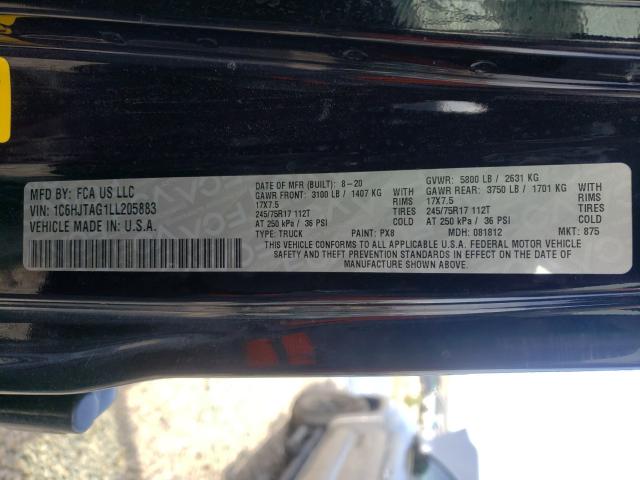 MFD BY: FCA US LLC
VIN: 1C6HJTAG1LL205883
VEHICLE MADE IN U.S.A.
DATE OF MFR (BUILT): 8-20
GAWR FRONT: 3100 LB / 1407 KG
17X7.5 RIMS
245/75R17 112T TIRES
AT 250 kPa / 36 PSI COLD
GVWR: 5800 LB / 2631 KG
GAWR REAR: 3750 LB / 1701 KG
17X7.5 RIMS
245/75R17 112T TIRES
AT 250 kPa / 36 PSI COLD
TYPE: TRUCK PAINT: PX8 MDH: 081812 MKT: 875
THIS VEHICLE CONFORMS TO ALL APPLICABLE U.S.A. FEDERAL MOTOR VEHICLE
SAFETY AND THEFT PREVENTION STANDARDS IN EFFECT ON THE DATE OF
MANUFACTURE SHOWN ABOVE.